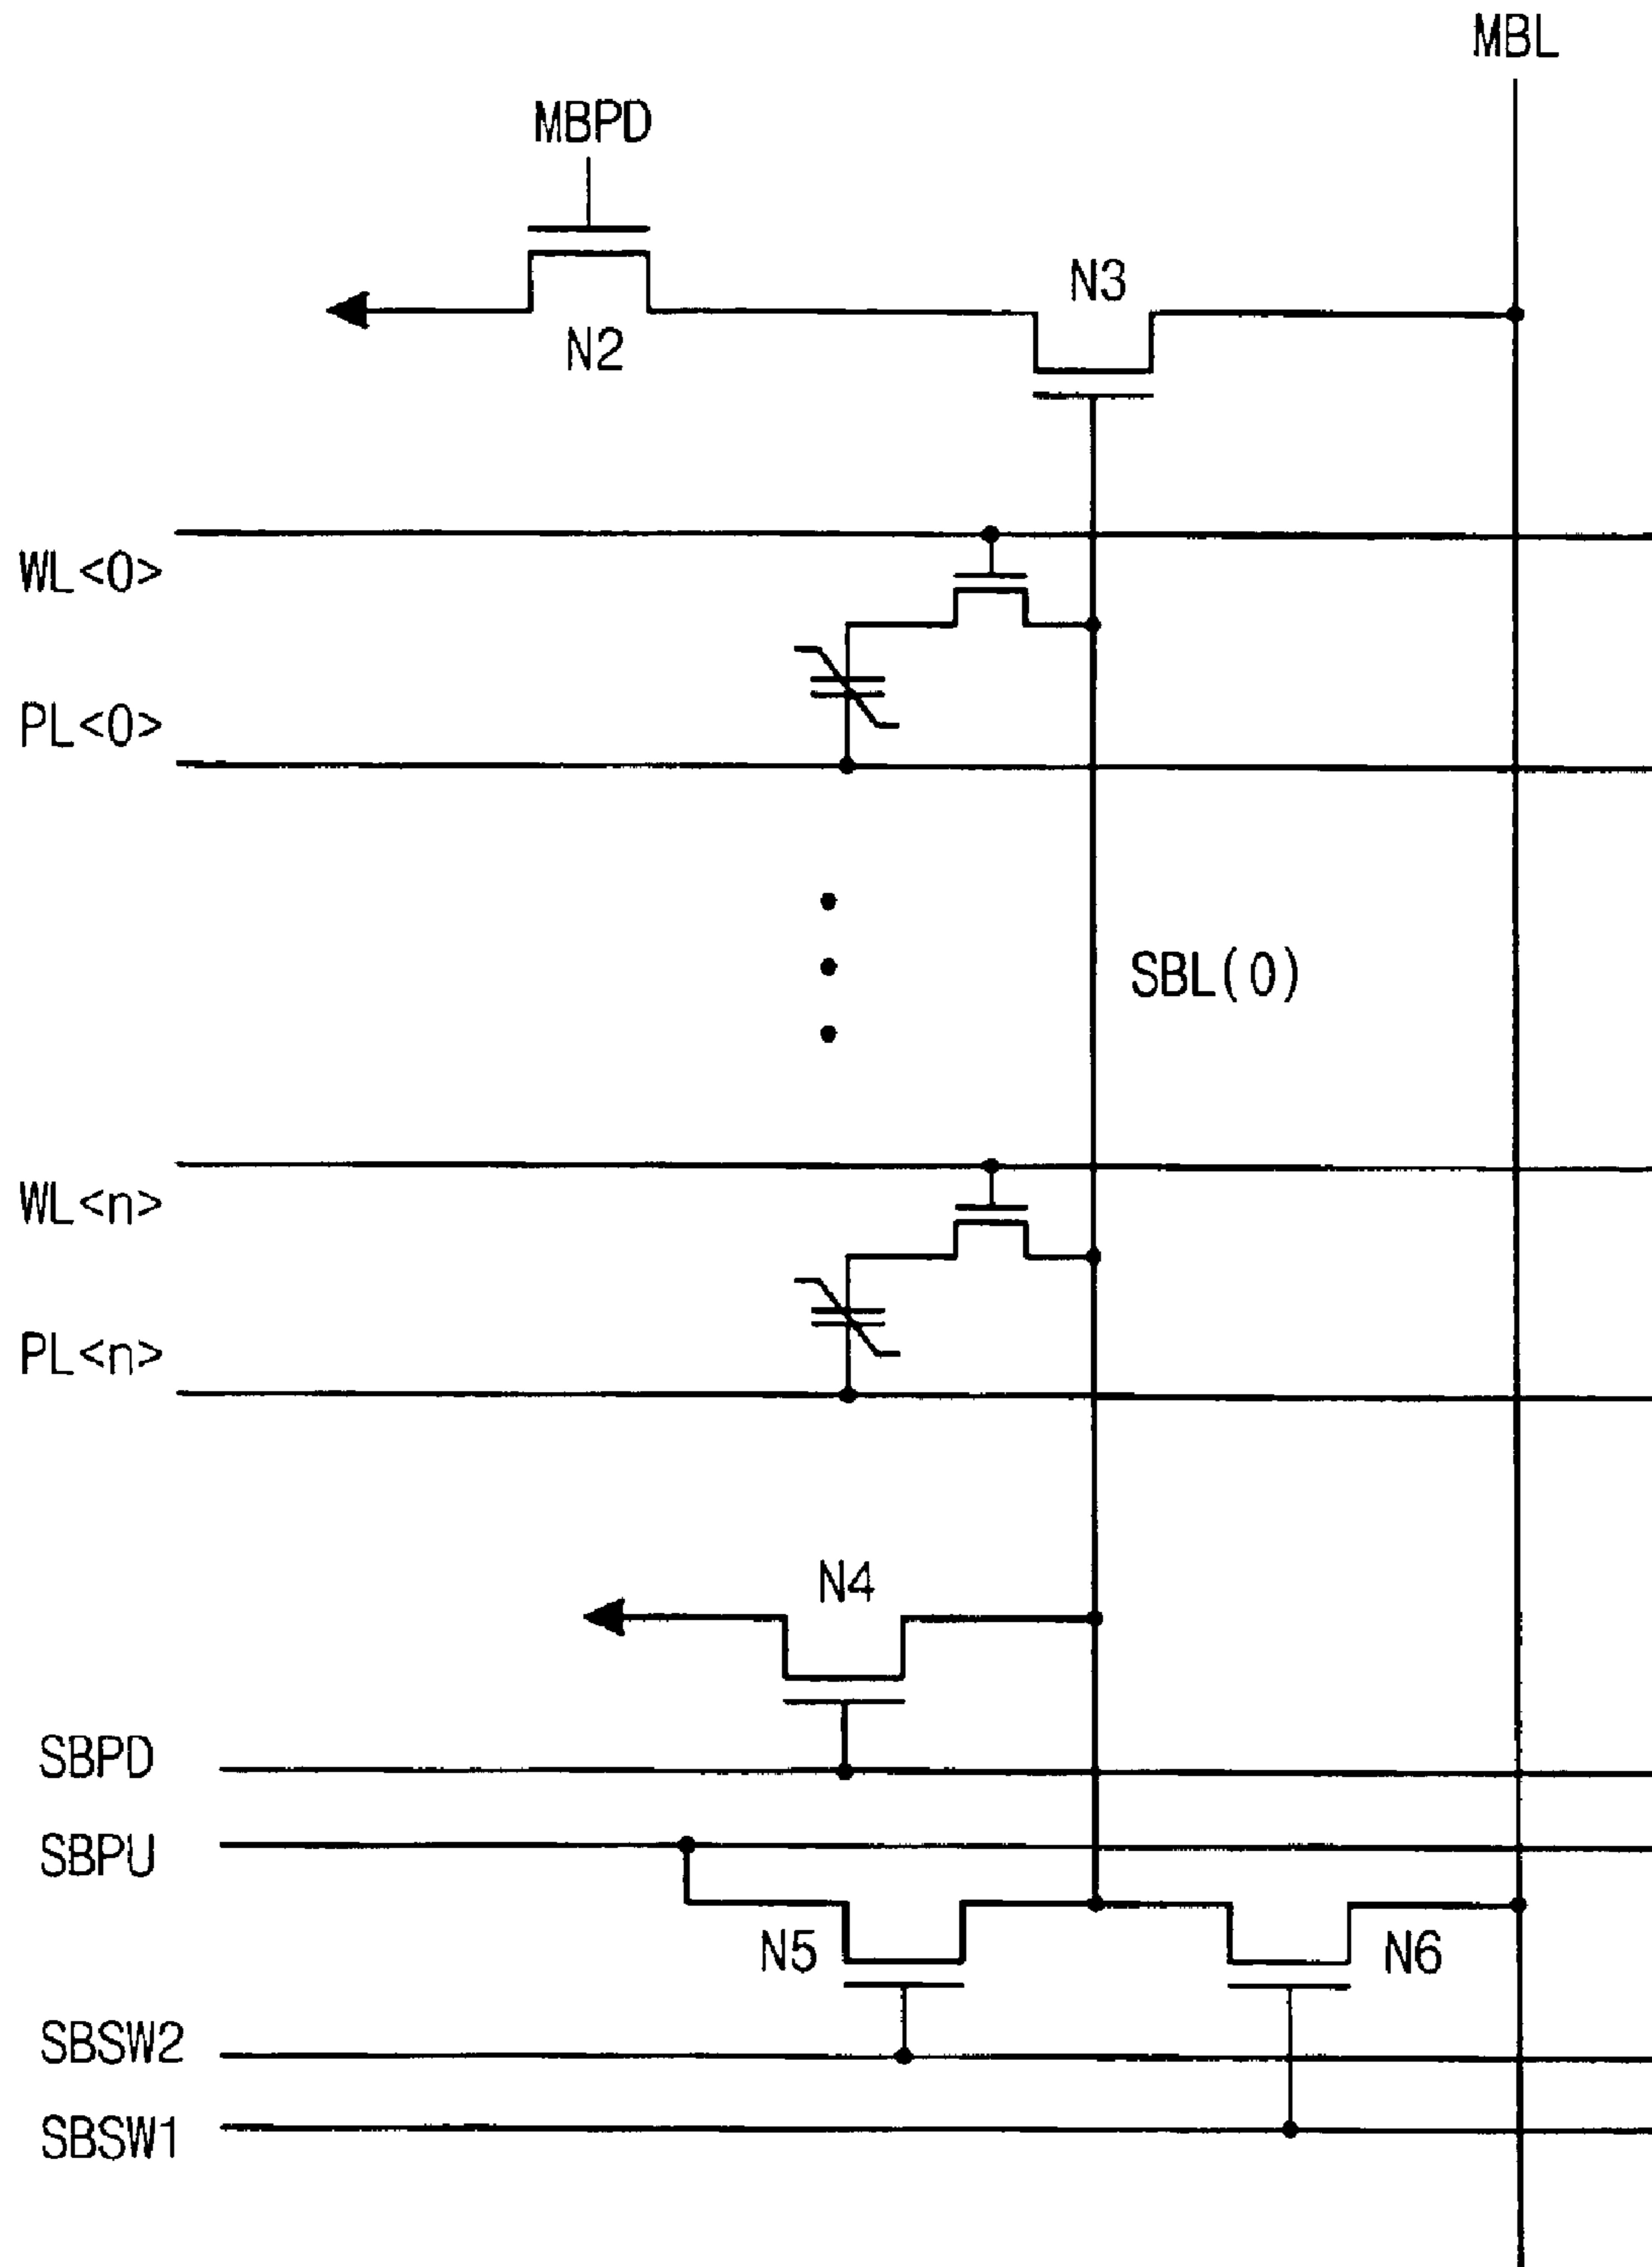 MBL
MBPD
N3
N2
WL<0>
PL<0>
SBL(0)
WL<n>
PL<n>
N4
SBPD
SBPU
N5
N6
SBSW2
SBSW1